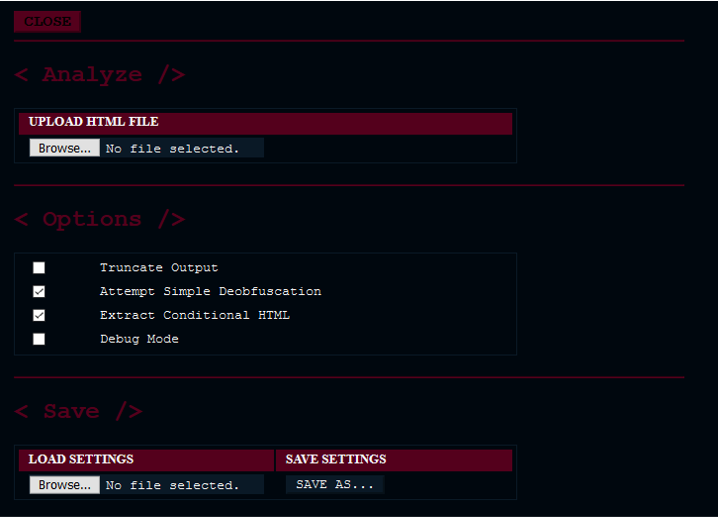 CLOSE
< Analyze />
UPLOAD HTML FILE
Browse... No file selected.
< Options />
Truncate Output
Attempt Simple Deobfuscation
Extract Conditional HTML
Debug Mode
< Save />
LOAD SETTINGS SAVE SETTINGS
Browse... No file selected. SAVE AS...